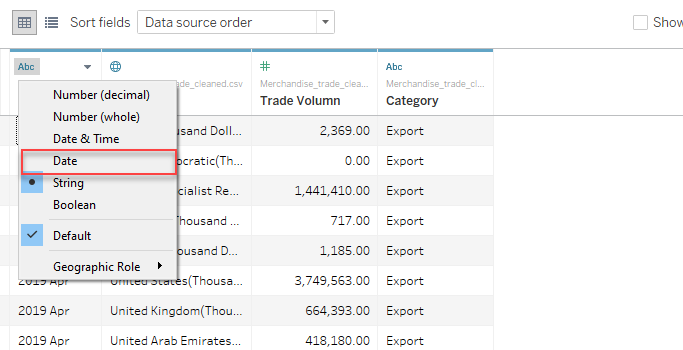 Sort fields
Data source order
Show
Abc
#
Abc
trade_cleaned.csv
Merchandise_trade_clea...
Merchandise_trade_cl...
Trade Volumn
Category
Number (decimal)
Number (whole)
Date & Time
Date
String
Boolean
Default
Geographic Role
usand Doll...
2,369.00
Export
ocratic(Th...
0.00
Export
cialist Re...
1,441,410.00
Export
housand ...
717.00
Export
usand D...
1,185.00
Export
2019 Apr
United States(Thousa...
3,749,563.00
Export
2019 Apr
United Kingdom(Thou...
664,393.00
Export
2019 Apr
United Arab Emirates...
418,180.00
Export